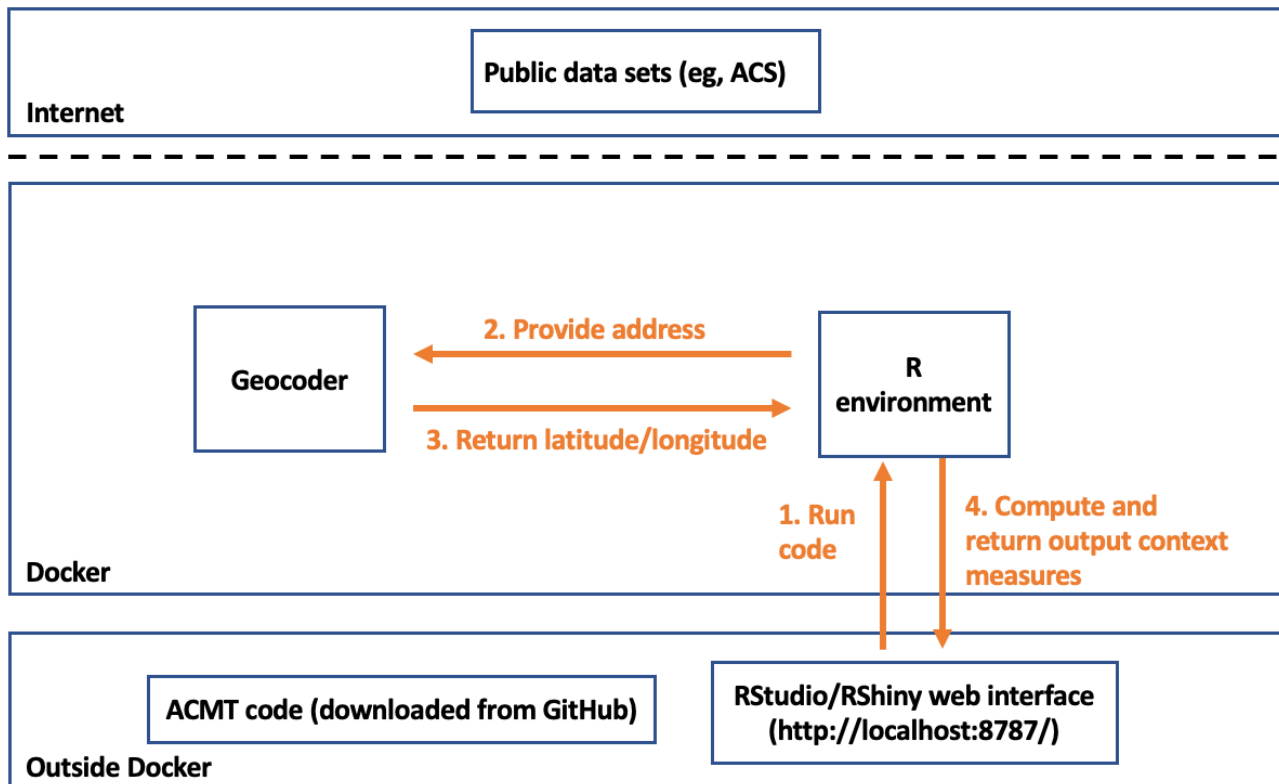 Public data sets (eg, ACS)
Internet
2. Provide address
Geocoder
R
environment
3. Return latitude/longitude
1. Run
code
4. Compute and
return output context
measures
Docker
ACMT code (downloaded from GitHub)
RStudio/RShiny web interface
(http://localhost:8787/)
Outside Docker